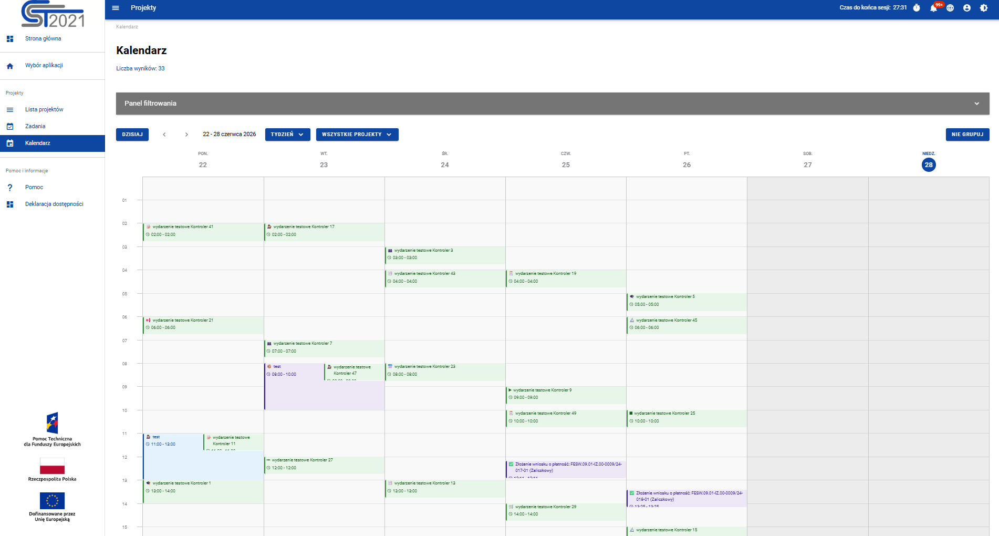 CST2021
Strona główna
Wybór aplikacji
Projekty
Lista projektów
Zadania
Kalendarz
Pomoc i informacje
Pomoc
Deklaracja dostępności
Pomoc Techniczna
dla Funduszy Europejskich
Rzeczpospolita Polska
Dofinansowane przez
Unię Europejską
Projekty
Czas do końca sesji: 27:31
99+
Kalendarz
Kalendarz
Liczba wyników: 33
Panel filtrowania
DZISIAJ
22 - 28 czerwca 2026
TYDZIEŃ
WSZYSTKIE PROJEKTY
NIE GRUPUJ
PON. WT. ŚR. CZW. PT. SOB. NIEDZ.
22 23 24 25 26 27 28
01
02
wydarzenie testowe Kontroler 41
02:00 - 02:00
wydarzenie testowe Kontroler 17
02:00 - 02:00
03
wydarzenie testowe Kontroler 3
03:00 - 03:00
04
wydarzenie testowe Kontroler 43
04:00 - 04:00
wydarzenie testowe Kontroler 19
04:00 - 04:00
05
wydarzenie testowe Kontroler 5
05:00 - 05:00
06
wydarzenie testowe Kontroler 21
06:00 - 06:00
wydarzenie testowe Kontroler 45
06:00 - 06:00
07
wydarzenie testowe Kontroler 7
07:00 - 07:00
08
test
08:00 - 10:00
wydarzenie testowe
Kontroler 47
wydarzenie testowe Kontroler 23
08:00 - 08:00
09
wydarzenie testowe Kontroler 9
09:00 - 09:00
10
wydarzenie testowe Kontroler 49
10:00 - 10:00
wydarzenie testowe Kontroler 25
10:00 - 10:00
11
test
11:00 - 13:00
wydarzenie testowe
Kontroler 11
12
wydarzenie testowe Kontroler 27
12:00 - 12:00
Złożenie wniosku o płatność: FESW.09.01-IZ.00-0009/24-
017-01 (Zaliczkowy)
13
wydarzenie testowe Kontroler 1
13:00 - 14:00
wydarzenie testowe Kontroler 13
13:00 - 13:00
Złożenie wniosku o płatność: FESW.09.01-IZ.00-0009/24-
018-01 (Zaliczkowy)
13:25 - 13:25
14
wydarzenie testowe Kontroler 29
14:00 - 14:00
15
wydarzenie testowe Kontroler 15